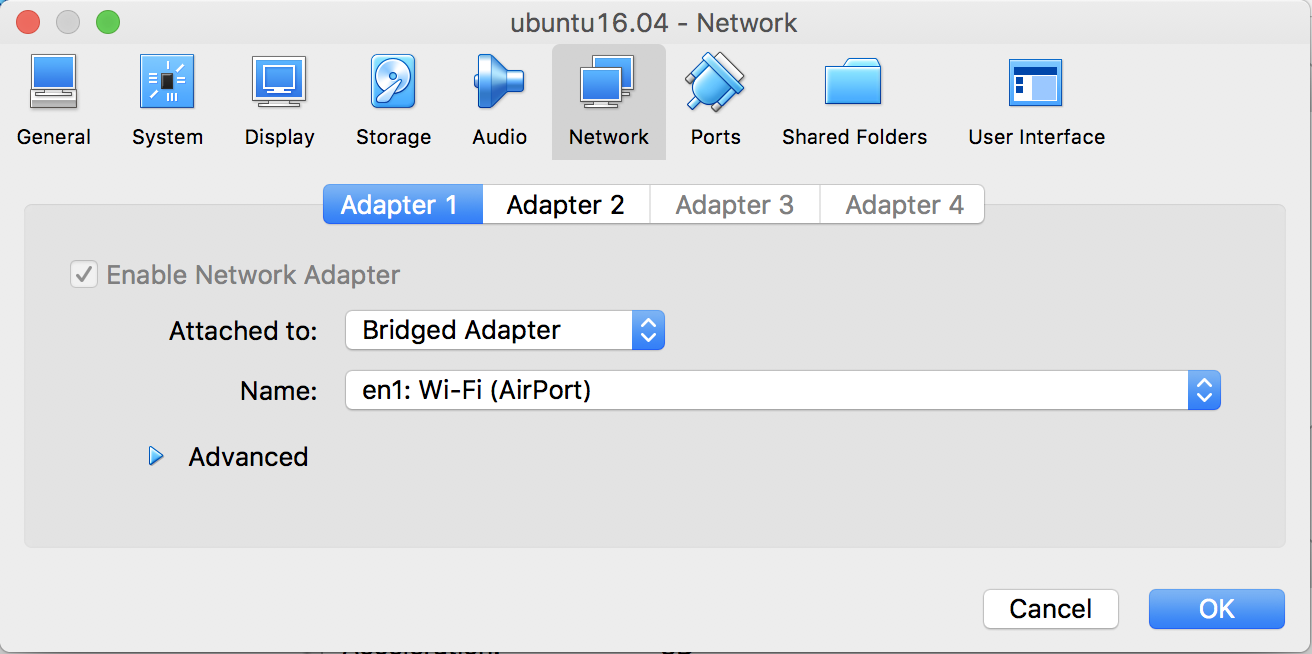 ubuntu16.04 - Network
General System Display Storage Audio Network Ports Shared Folders User Interface
Adapter 1 Adapter 2 Adapter 3 Adapter 4
Enable Network Adapter
Attached to: Bridged Adapter
Name: en1: Wi-Fi (AirPort)
Advanced
Cancel OK